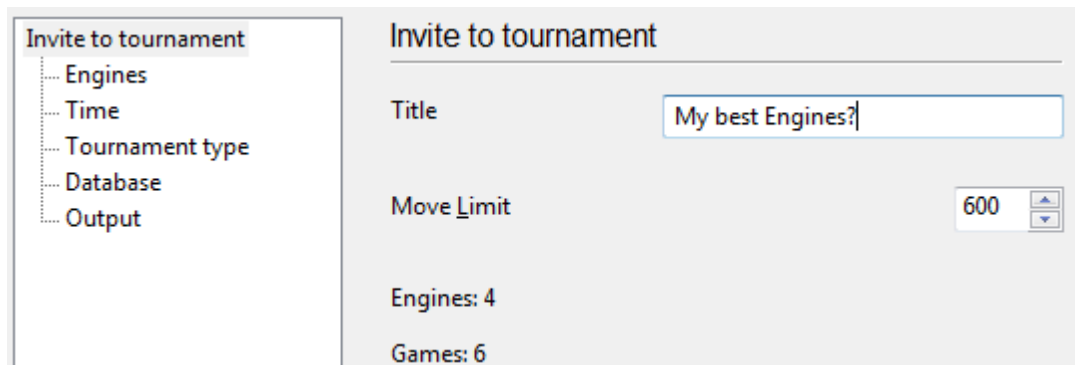 Invite to tournament
Engines
Time
Tournament type
Database
Output
Invite to tournament
Title
My best Engines?
Move Limit
600
Engines: 4
Games: 6